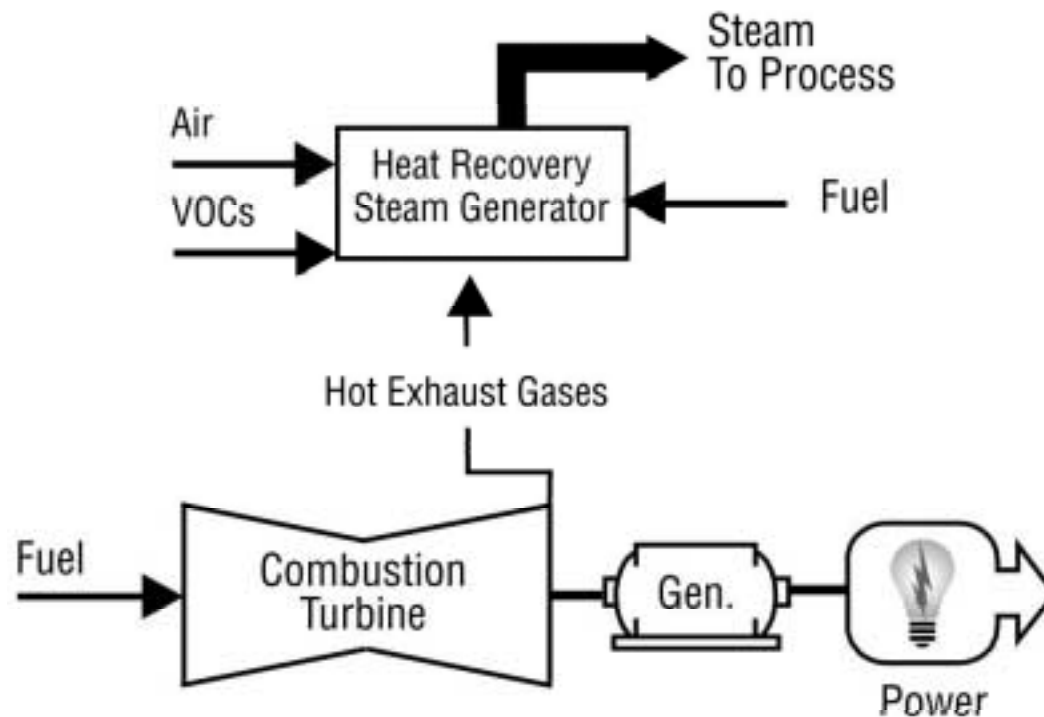 Steam
To Process
Air
Heat Recovery
Steam Generator
VOCs
Fuel
Hot Exhaust Gases
Fuel
Combustion
Turbine
Gen.
Power